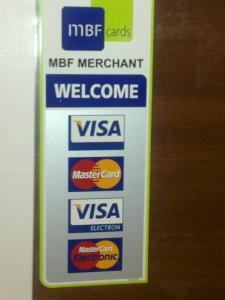 MBF cards
MBF MERCHANT
WELCOME
VISA
MasterCard
VISA
ELECTRON
MasterCard
Electronic